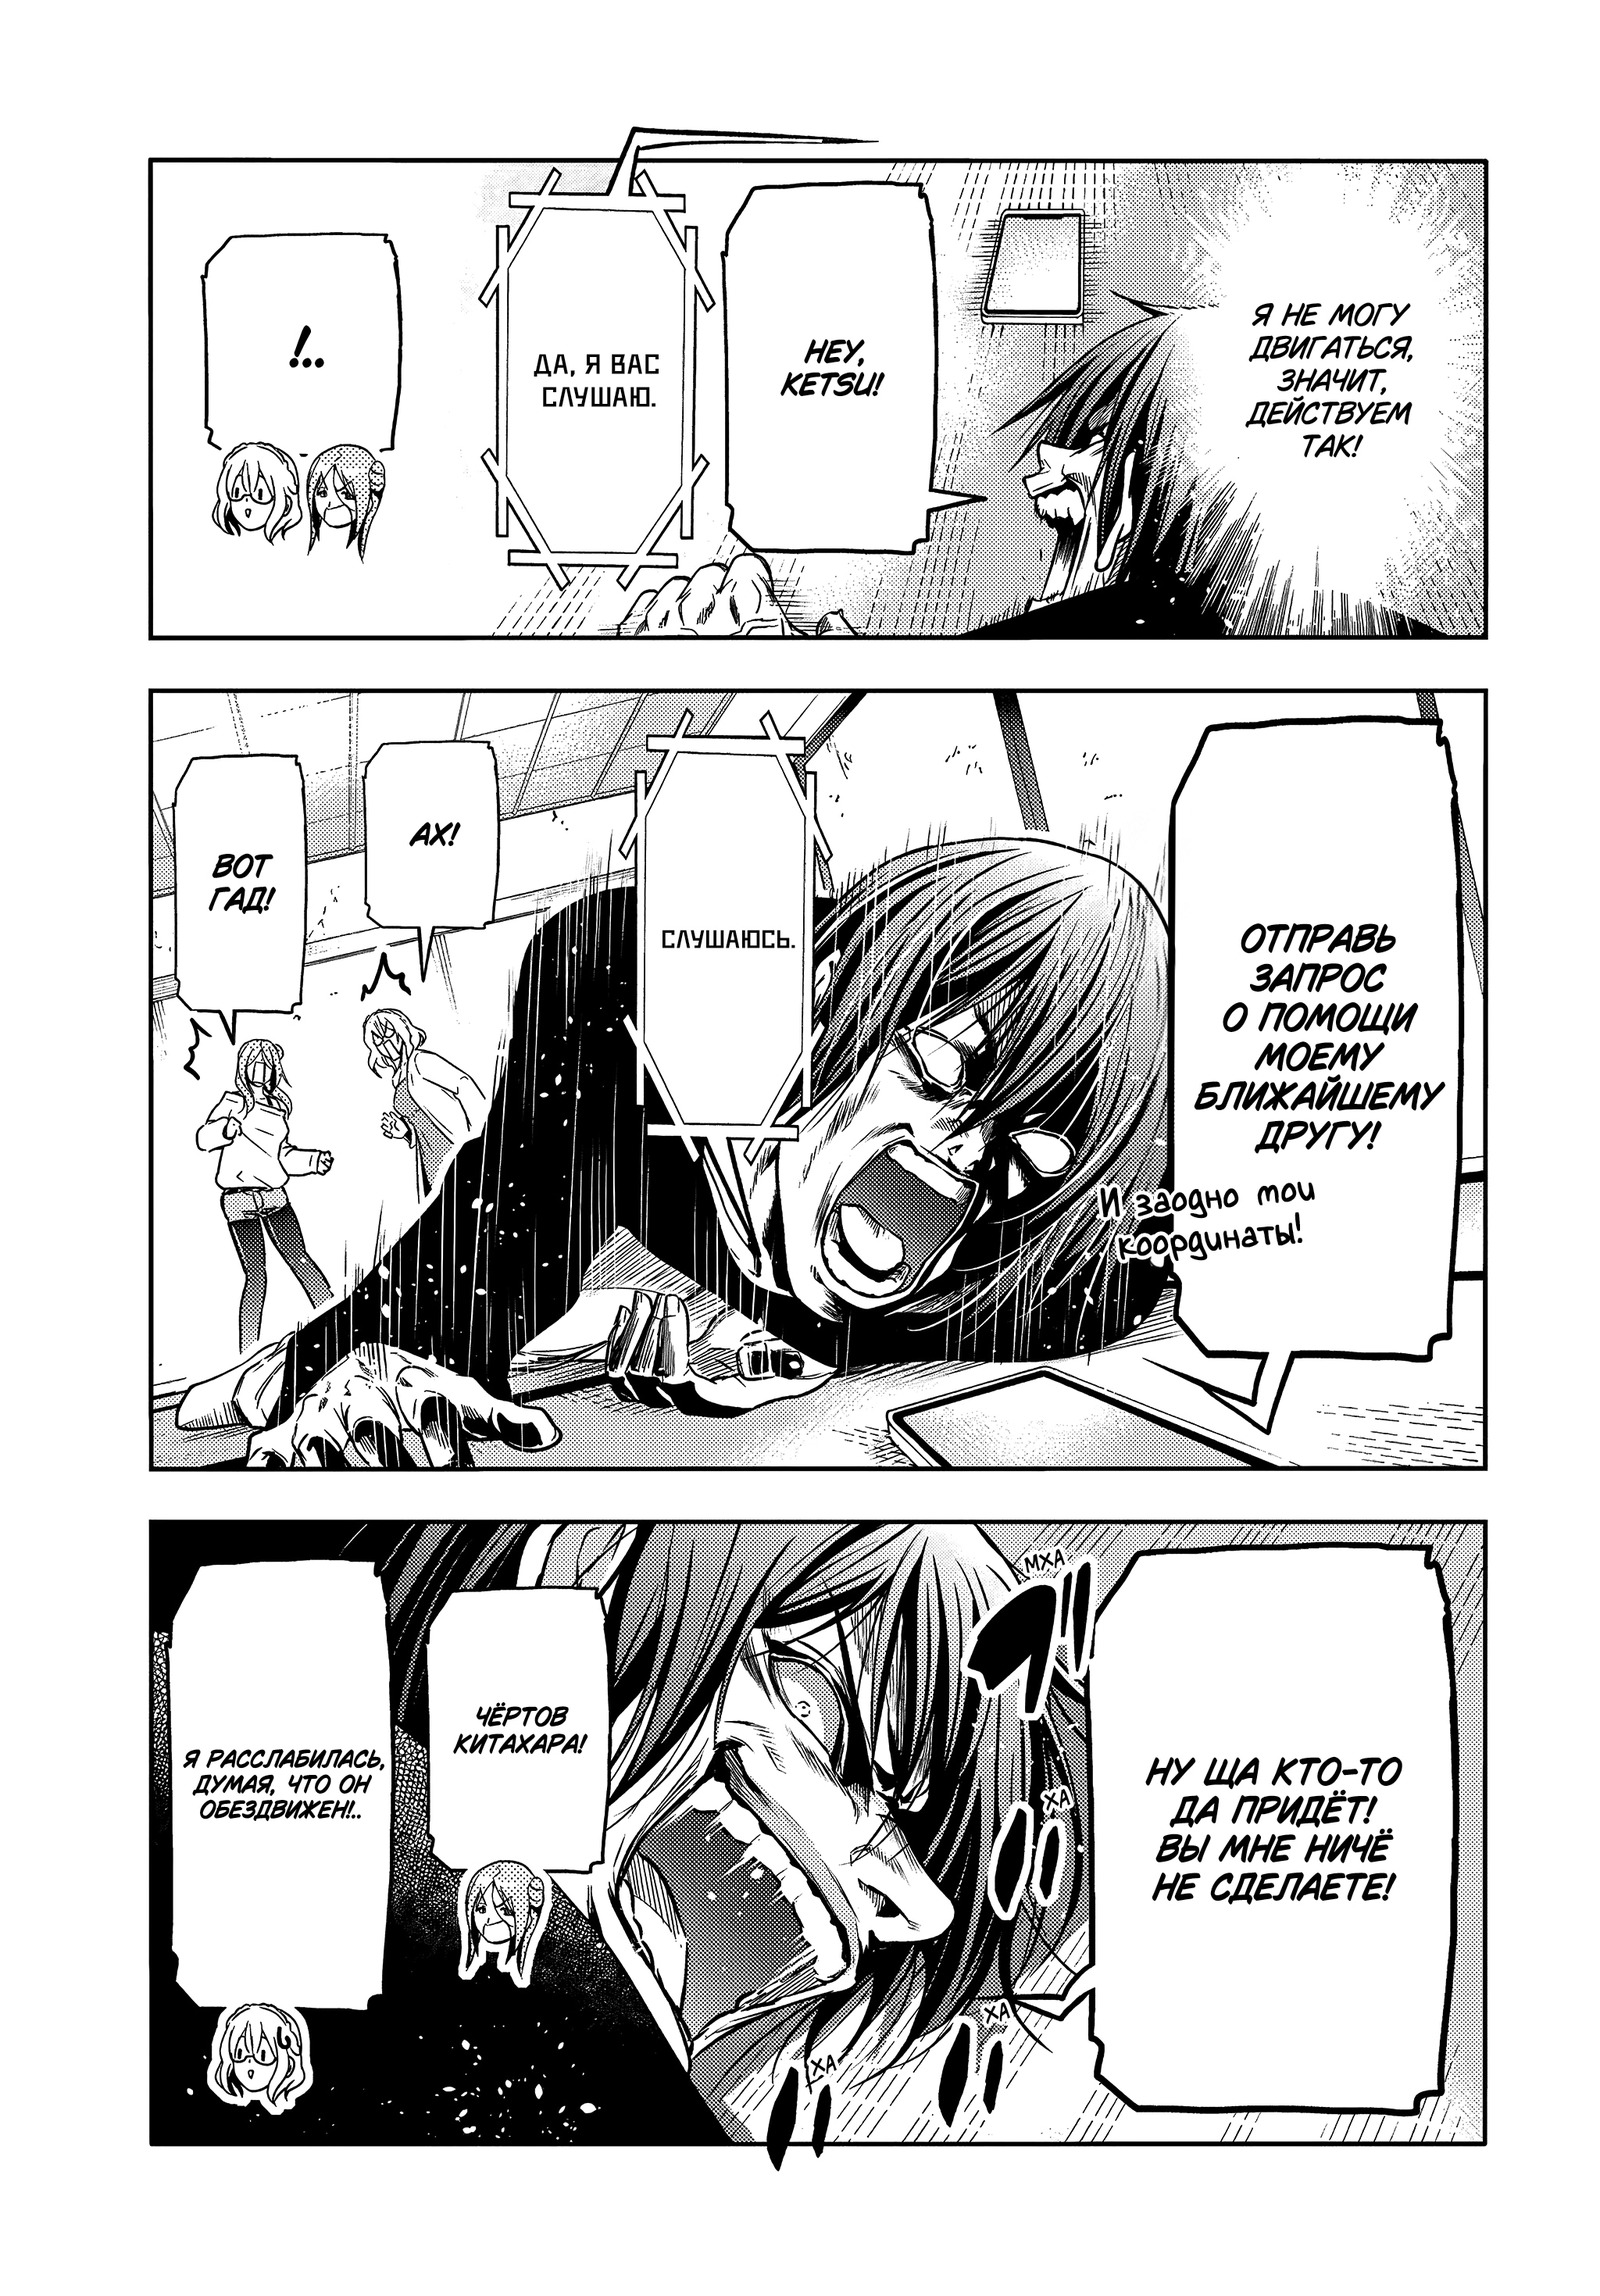 Я НЕ МОГУ
ДВИГАТЬСЯ,
ЗНАЧИТ,
ДЕЙСТВУЕМ
ТАК!
HEY,
KETSU!
ДА, Я ВАС
СЛУШАЮ.
!..
ОТПРАВЬ
ЗАПРОС
О ПОМОЩИ
МОЕМУ
БЛИЖАЙШЕМУ
ДРУГУ!
И заодно мои
координаты!
СЛУШАЮСЬ.
АХ!
ВОТ
ГАД!
НУ ЩА КТО-ТО
ДА ПРИДЁТ!
ВЫ МНЕ НИЧЁ
НЕ СДЕЛАЕТЕ!
МХА
ХА
ХА
ХА
ЧЁРТОВ
КИТАХАРА!
Я РАССЛАБИЛАСЬ,
ДУМАЯ, ЧТО ОН
ОБЕЗДВИЖЕН!..